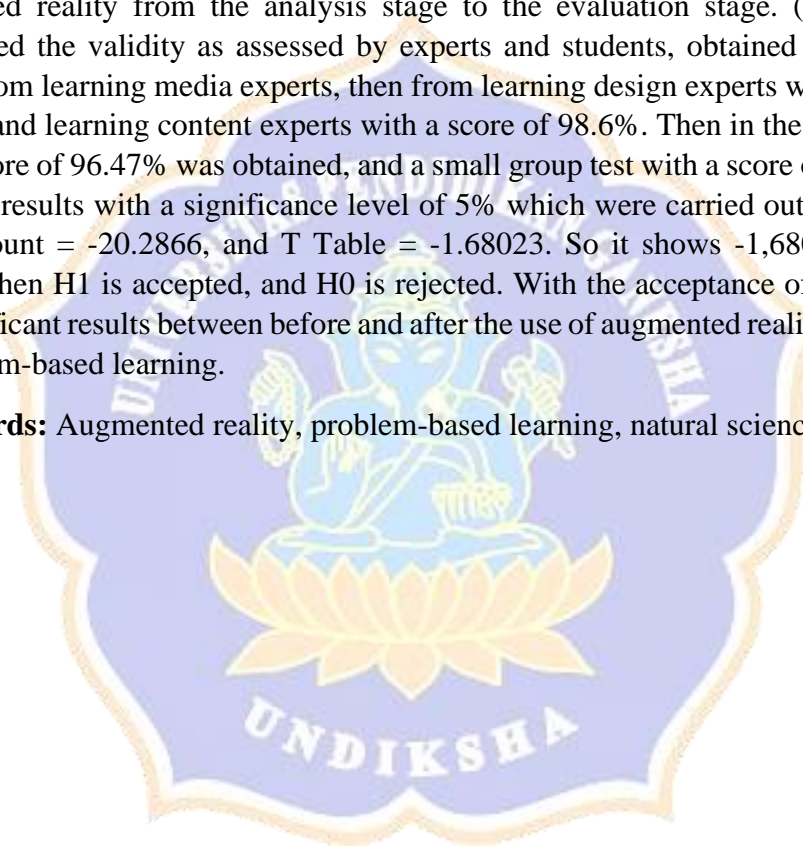 ed reality from the analysis stage to the evaluation stage. (
ed the validity as assessed by experts and students, obtained
om learning media experts, then from learning design experts w
and learning content experts with a score of 98.6%. Then in the
ore of 96.47% was obtained, and a small group test with a score o
results with a significance level of 5% which were carried out
ount = -20.2866, and T Table = -1.68023. So it shows -1,680
hen H1 is accepted, and H0 is rejected. With the acceptance of
ficant results between before and after the use of augmented reali
m-based learning.
rds: Augmented reality, problem-based learning, natural scienc
UNIVERSITAS PENDIDIKAN GANESHA
UNDIKSHA